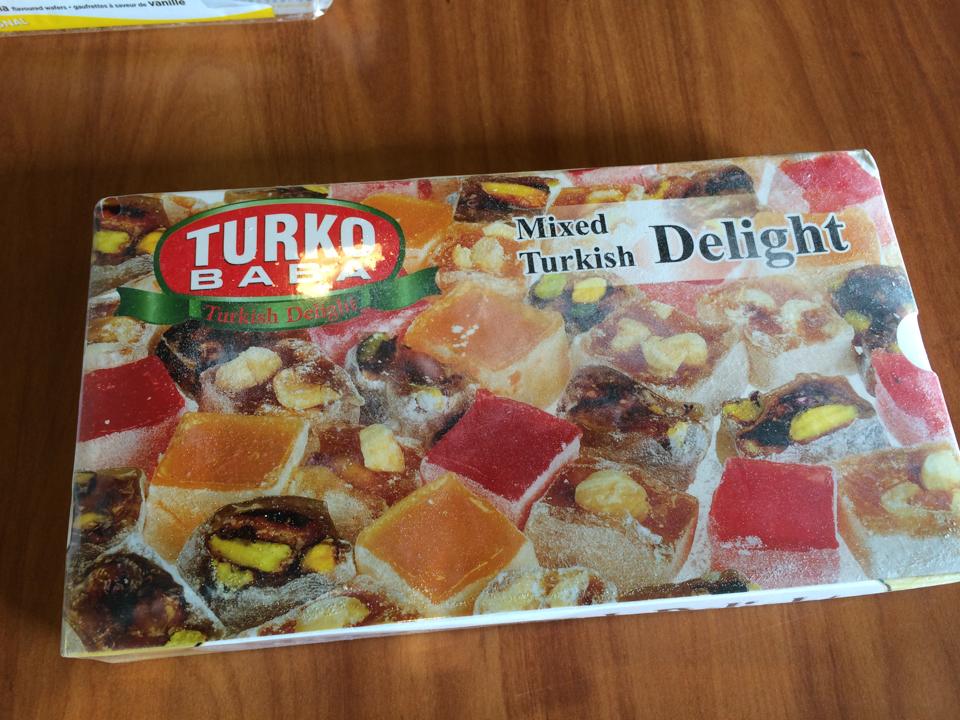 flavoured wafers • gaufrettes à saveur de vanille
TURKO
BABA
Turkish Delight
Mixed
Turkish
Delight